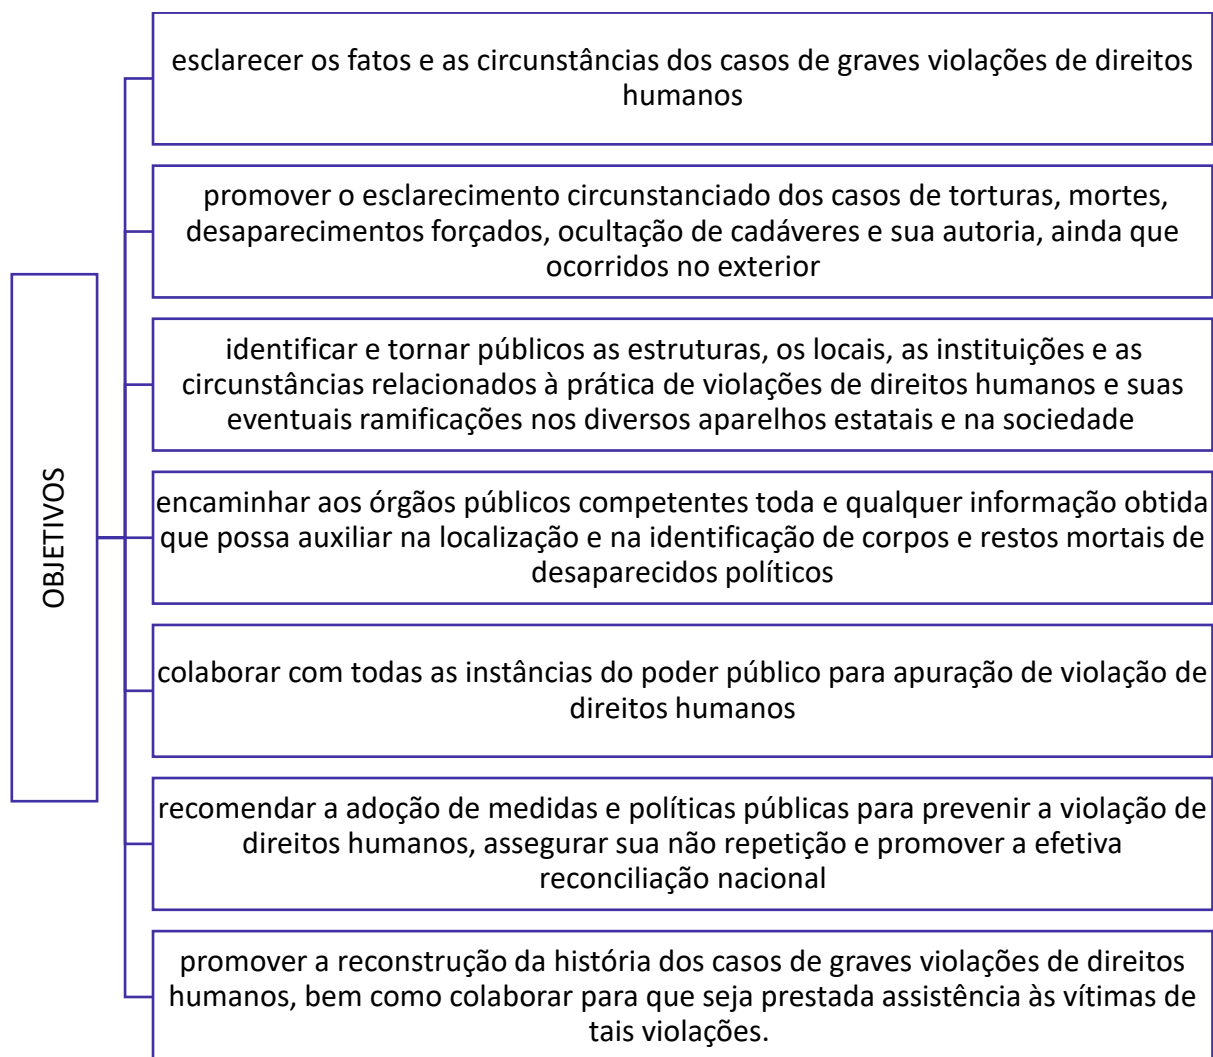 OBJETIVOS
esclarecer os fatos e as circunstâncias dos casos de graves violações de direitos
humanos
promover o esclarecimento circunstanciado dos casos de torturas, mortes,
desaparecimentos forçados, ocultação de cadáveres e sua autoria, ainda que
ocorridos no exterior
identificar e tornar públicos as estruturas, os locais, as instituições e as
circunstâncias relacionados à prática de violações de direitos humanos e suas
eventuais ramificações nos diversos aparelhos estatais e na sociedade
encaminhar aos órgãos públicos competentes toda e qualquer informação obtida
que possa auxiliar na localização e na identificação de corpos e restos mortais de
desaparecidos políticos
colaborar com todas as instâncias do poder público para apuração de violação de
direitos humanos
recomendar a adoção de medidas e políticas públicas para prevenir a violação de
direitos humanos, assegurar sua não repetição e promover a efetiva
reconciliação nacional
promover a reconstrução da história dos casos de graves violações de direitos
humanos, bem como colaborar para que seja prestada assistência às vítimas de
tais violações.